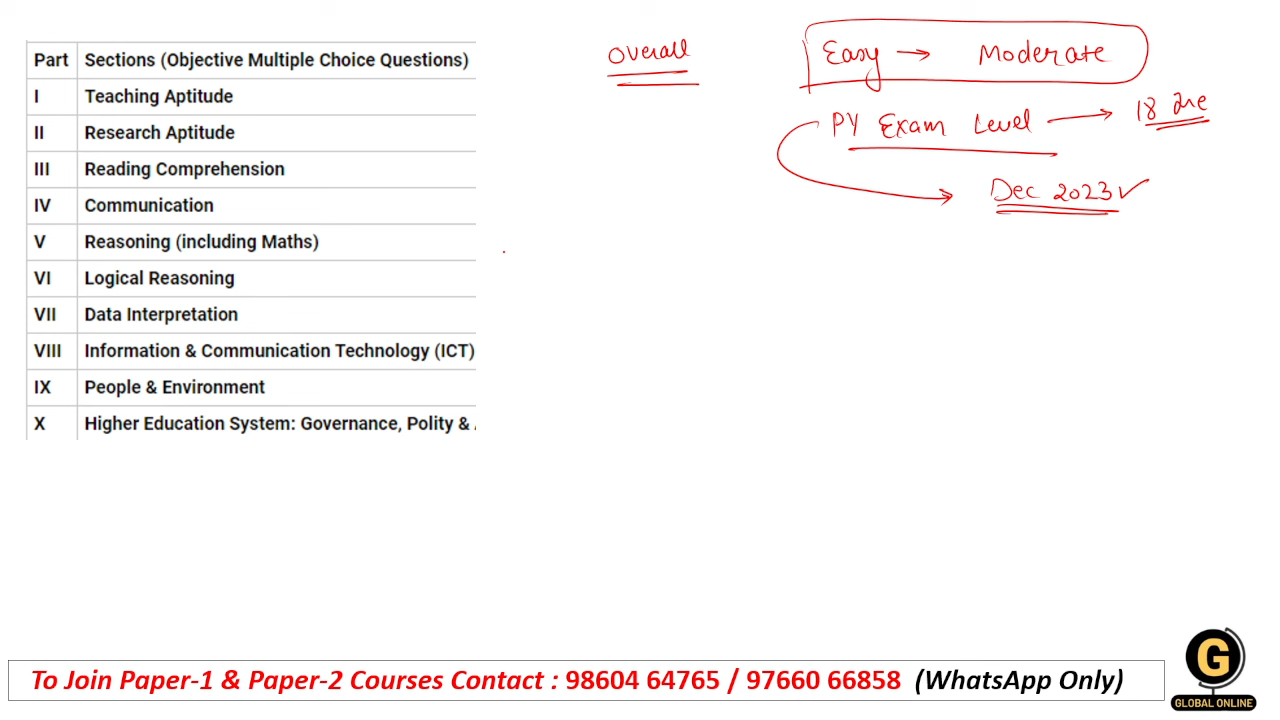 Part Sections (Objective Multiple Choice Questions)
I Teaching Aptitude
II Research Aptitude
III Reading Comprehension
IV Communication
V Reasoning (including Maths)
VI Logical Reasoning
VII Data Interpretation
VIII Information & Communication Technology (ICT)
IX People & Environment
X Higher Education System: Governance, Polity &
Overall
Easy → Moderate
PY Exam Level → 18
Dec 2023 ✓
To Join Paper-1 & Paper-2 Courses Contact : 98604 64765 / 97660 66858 (WhatsApp Only)
G
GLOBAL ONLINE